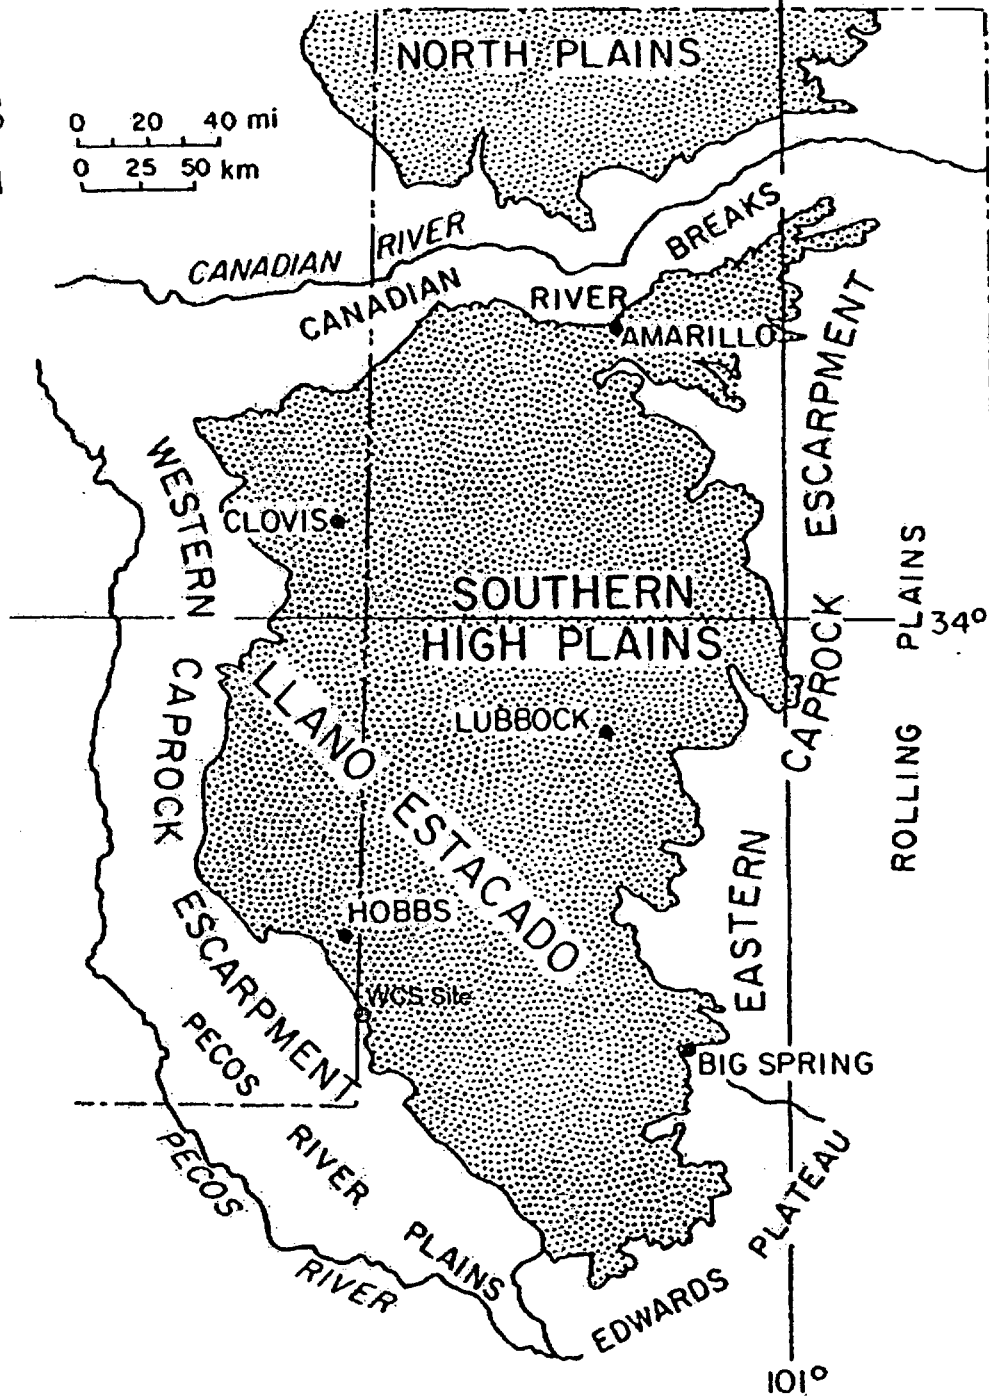 NORTH PLAINS
0 20 40 mi
0 25 50 km
CANADIAN RIVER
CANADIAN RIVER BREAKS
AMARILLO
WESTERN CAPROCK ESCARPMENT
CLOVIS
SOUTHERN
HIGH PLAINS
34°
LLANO ESTACADO
LUBBOCK
EASTERN CAPROCK ESCARPMENT
ROLLING PLAINS
HOBBS
WCS Site
BIG SPRING
PECOS RIVER PLAINS
PECOS RIVER
EDWARDS PLATEAU
101°